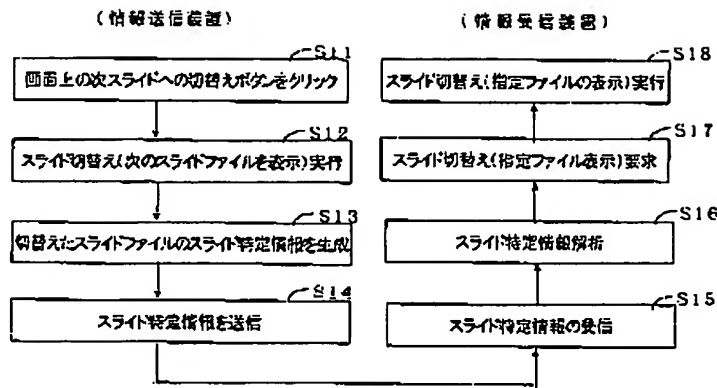 (情報送信装置)
S11
画面上の次スライドへの切替えボタンをクリック
S12
スライド切替え(次のスライドファイルを表示)実行
S13
切替えたスライドファイルのスライド特定情報を生成
S14
スライド特定情報を送信
(情報受信装置)
S18
スライド切替え(指定ファイルの表示)実行
S17
スライド切替え(指定ファイル表示)要求
S16
スライド特定情報解析
S15
スライド特定情報の受信